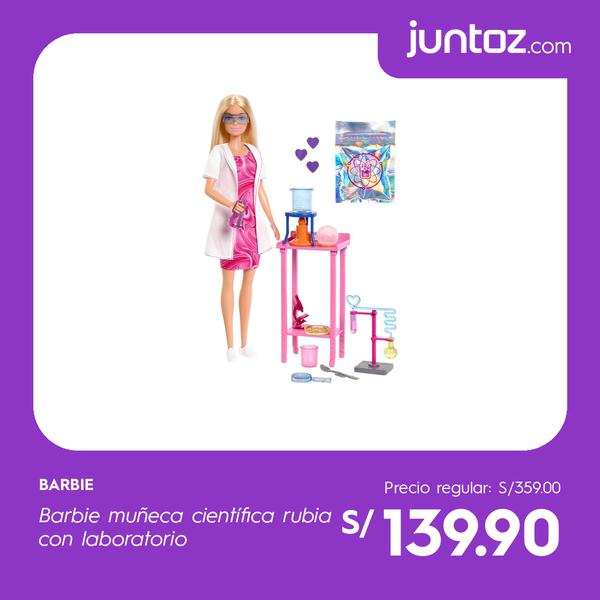 juntoz.com
BARBIE
Barbie muñeca científica rubia
con laboratorio
Precio regular: S/359.00
S/139.90